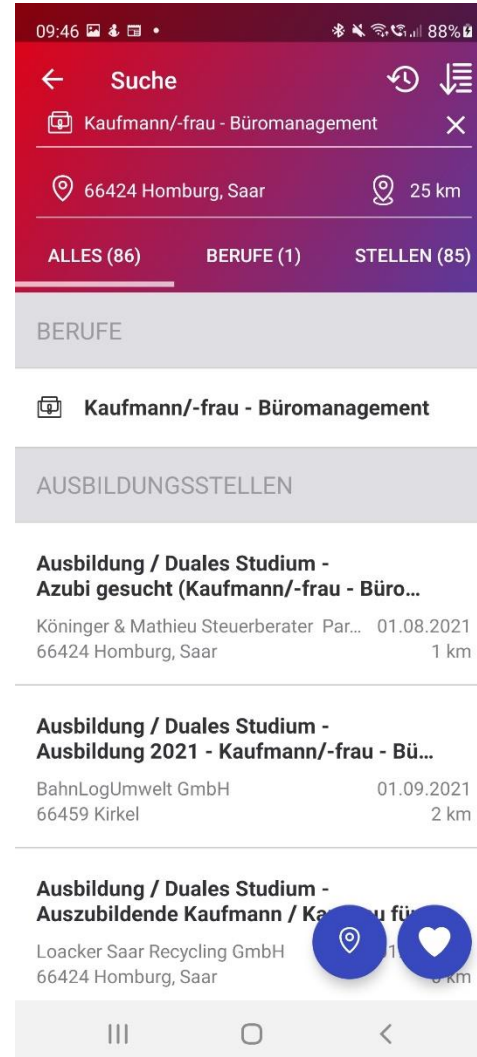 09:46 88%
Suche
Kaufmann/-frau - Büromanagement
66424 Homburg, Saar 25 km
ALLES (86) BERUFE (1) STELLEN (85)
BERUFE
Kaufmann/-frau - Büromanagement
AUSBILDUNGSSTELLEN
Ausbildung / Duales Studium -
Azubi gesucht (Kaufmann/-frau - Büro...
Köninger & Mathieu Steuerberater Par... 01.08.2021
66424 Homburg, Saar 1 km
Ausbildung / Duales Studium -
Ausbildung 2021 - Kaufmann/-frau - Bü...
BahnLogUmwelt GmbH 01.09.2021
66459 Kirkel 2 km
Ausbildung / Duales Studium -
Auszubildende Kaufmann /
Loacker Saar Recycling GmbH
66424 Homburg, Saar km